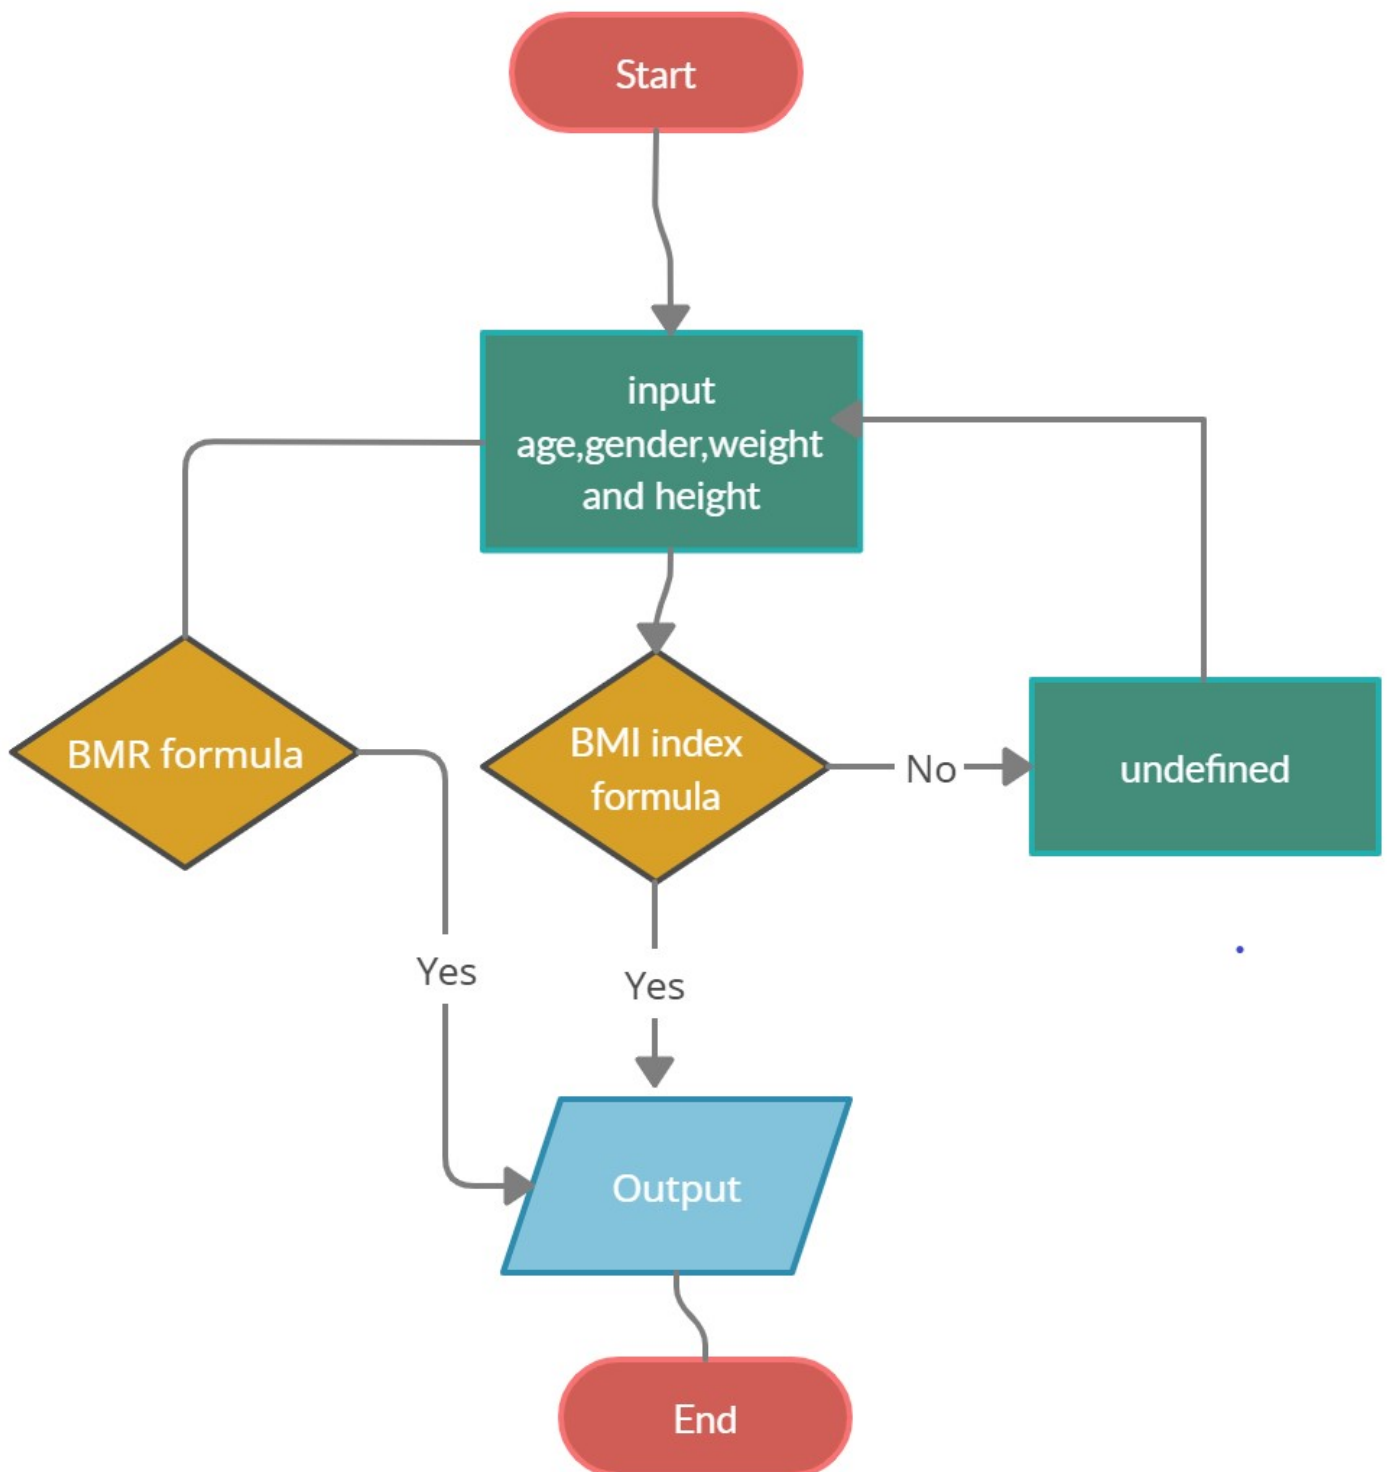 Start
input
age,gender,weight
and height
BMR formula
BMI index
formula
No
undefined
Yes
Yes
Output
End